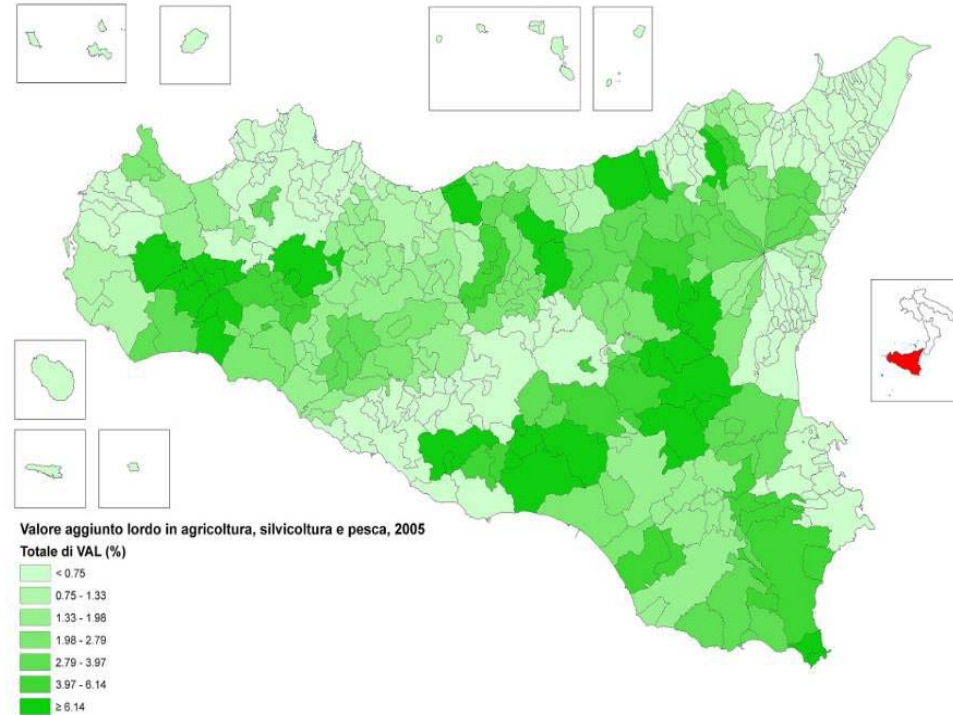 Valore aggiunto lordo in agricoltura, silvicoltura e pesca, 2005
Totale di VAL (%)
< 0.75
0.75 - 1.33
1.33 - 1.98
1.98 - 2.79
2.79 - 3.97
3.97 - 6.14
≥ 6.14